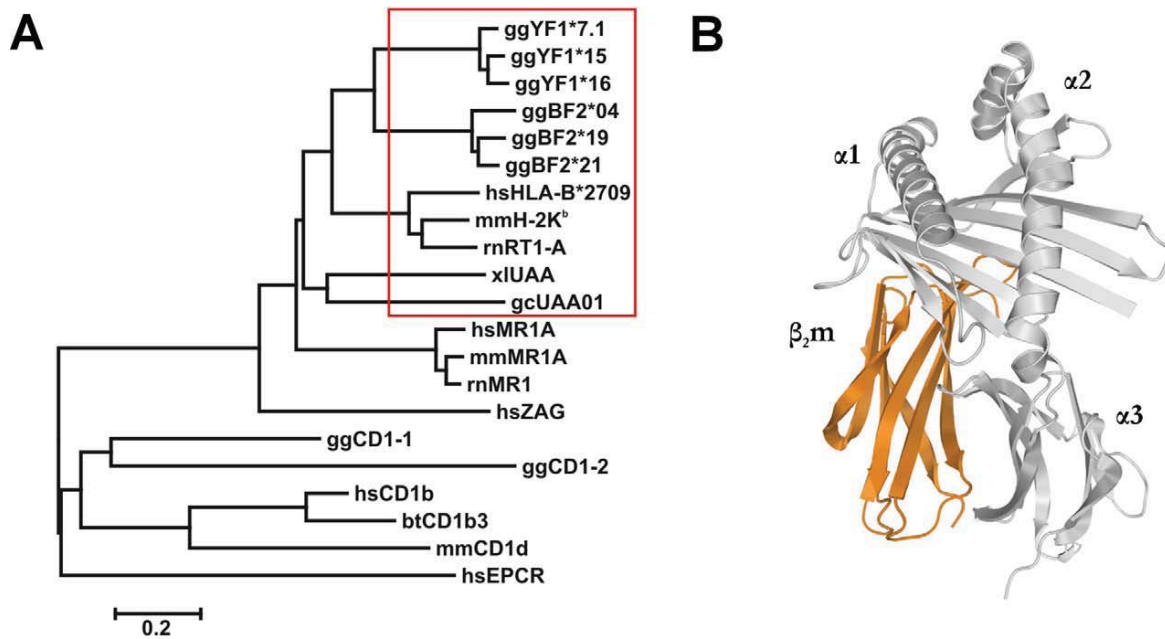 A
ggYF1*7.1
ggYF1*15
ggYF1*16
ggBF2*04
ggBF2*19
ggBF2*21
hsHLA-B*2709
mmH-2Kᵇ
rnRT1-A
xlUAA
gcUAA01
hsMR1A
mmMR1A
rnMR1
hsZAG
ggCD1-1
ggCD1-2
hsCD1b
btCD1b3
mmCD1d
hsEPCR
0.2
B
α2
α1
β₂m
α3